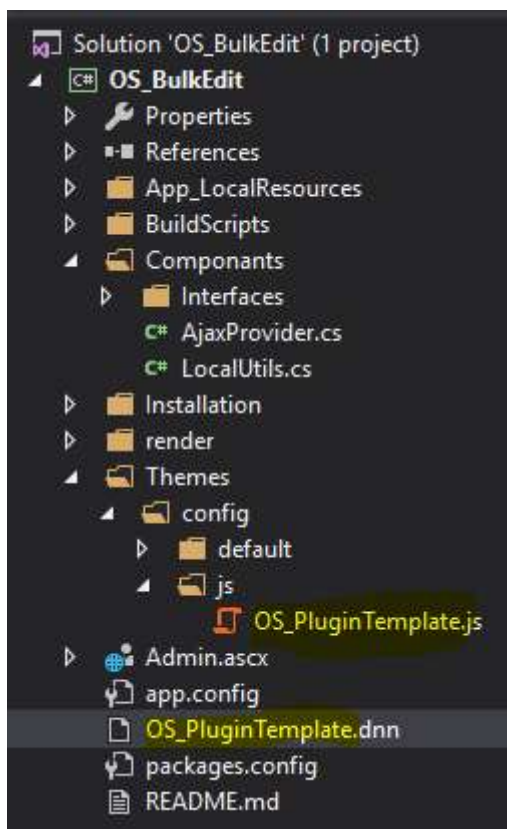 Solution 'OS_BulkEdit' (1 project)
C# OS_BulkEdit
Properties
References
App_LocalResources
BuildScripts
Componants
Interfaces
C# AjaxProvider.cs
C# LocalUtils.cs
Installation
render
Themes
config
default
js
OS_PluginTemplate.js
Admin.ascx
app.config
OS_PluginTemplate.dnn
packages.config
README.md